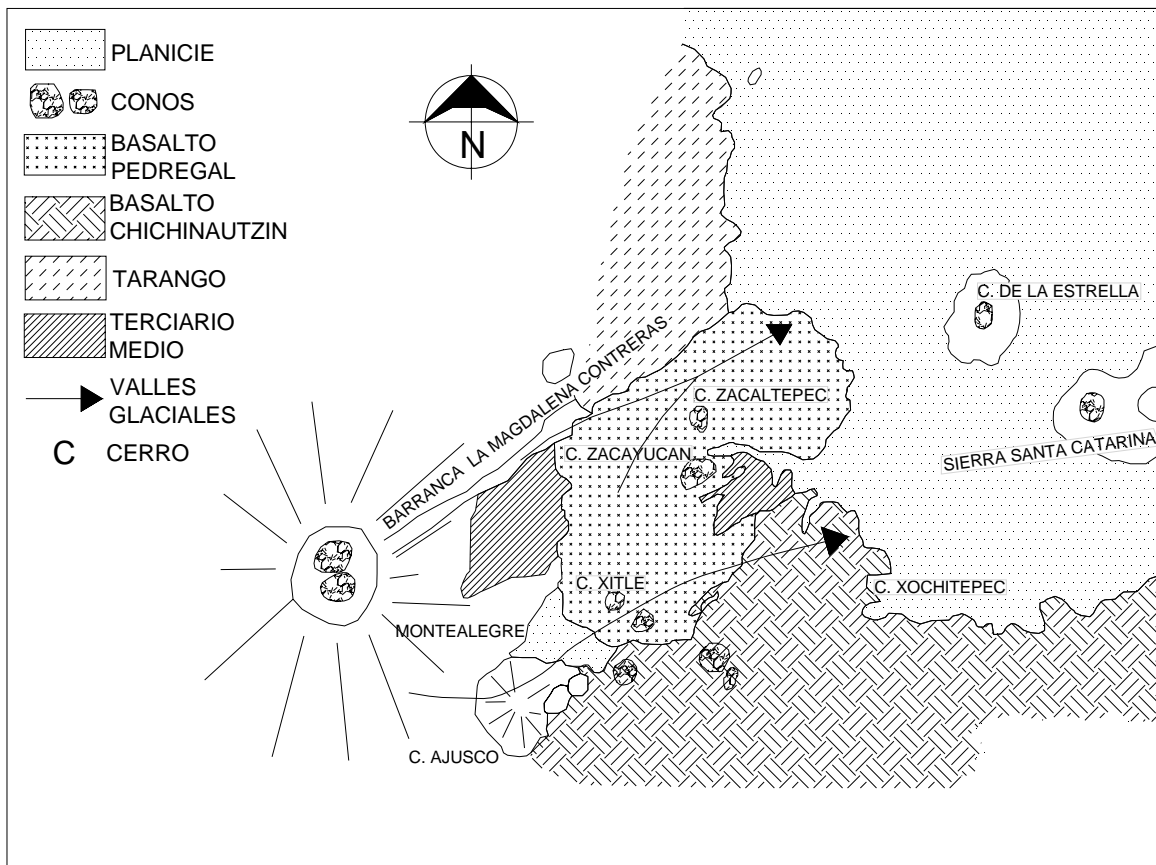 PLANICIE
CONOS
BASALTO
PEDREGAL
BASALTO
CHICHINAUTZIN
TARANGO
TERCIARIO
MEDIO
VALLES
GLACIALES
C CERRO
N
C. DE LA ESTRELLA
BARRANCA LA MAGDALENA CONTRERAS
C. ZACALTEPEC
C. ZACAYUCAN
SIERRA SANTA CATARINA
C. XITLE
C. XOCHITEPEC
MONTEALEGRE
C. AJUSCO